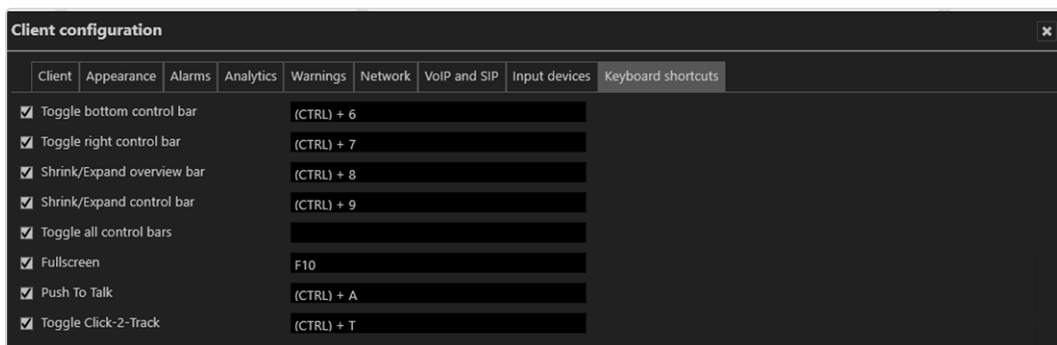 Client configuration
Client Appearance Alarms Analytics Warnings Network VoIP and SIP Input devices Keyboard shortcuts
Toggle bottom control bar (CTRL) + 6
Toggle right control bar (CTRL) + 7
Shrink/Expand overview bar (CTRL) + 8
Shrink/Expand control bar (CTRL) + 9
Toggle all control bars
Fullscreen F10
Push To Talk (CTRL) + A
Toggle Click-2-Track (CTRL) + T